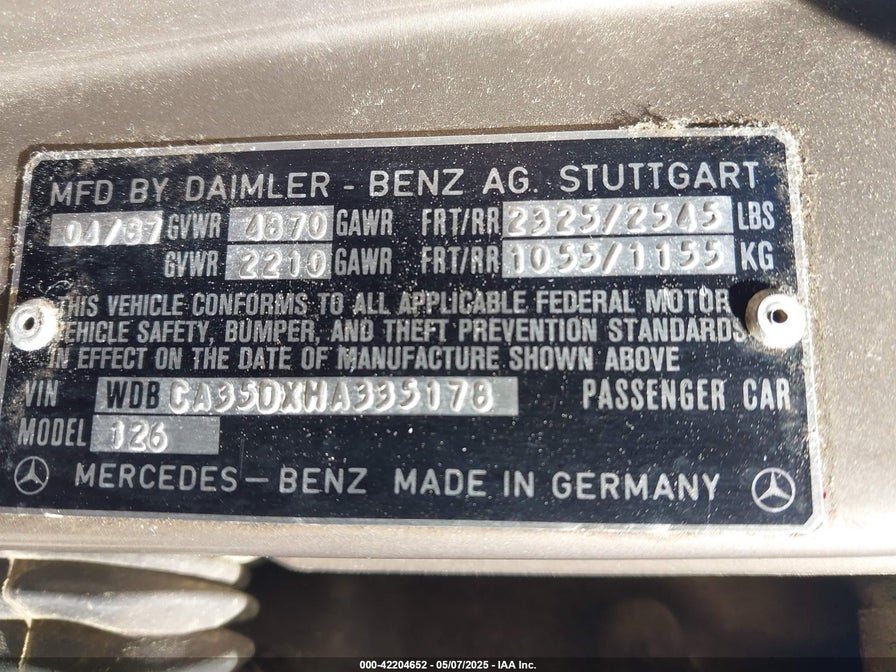 MFD BY DAIMLER - BENZ AG. STUTTGART
04/87 GVWR 4870 GAWR FRT/RR 2325/2545 LBS
GVWR 2210 GAWR FRT/RR 1055/1155 KG
THIS VEHICLE CONFORMS TO ALL APPLICABLE FEDERAL MOTOR
VEHICLE SAFETY, BUMPER, AND THEFT PREVENTION STANDARDS
IN EFFECT ON THE DATE OF MANUFACTURE SHOWN ABOVE
VIN WDB CA35DXHA335178 PASSENGER CAR
MODEL 126
MERCEDES-BENZ MADE IN GERMANY
000-42204652 - 05/07/2025 - IAA Inc.